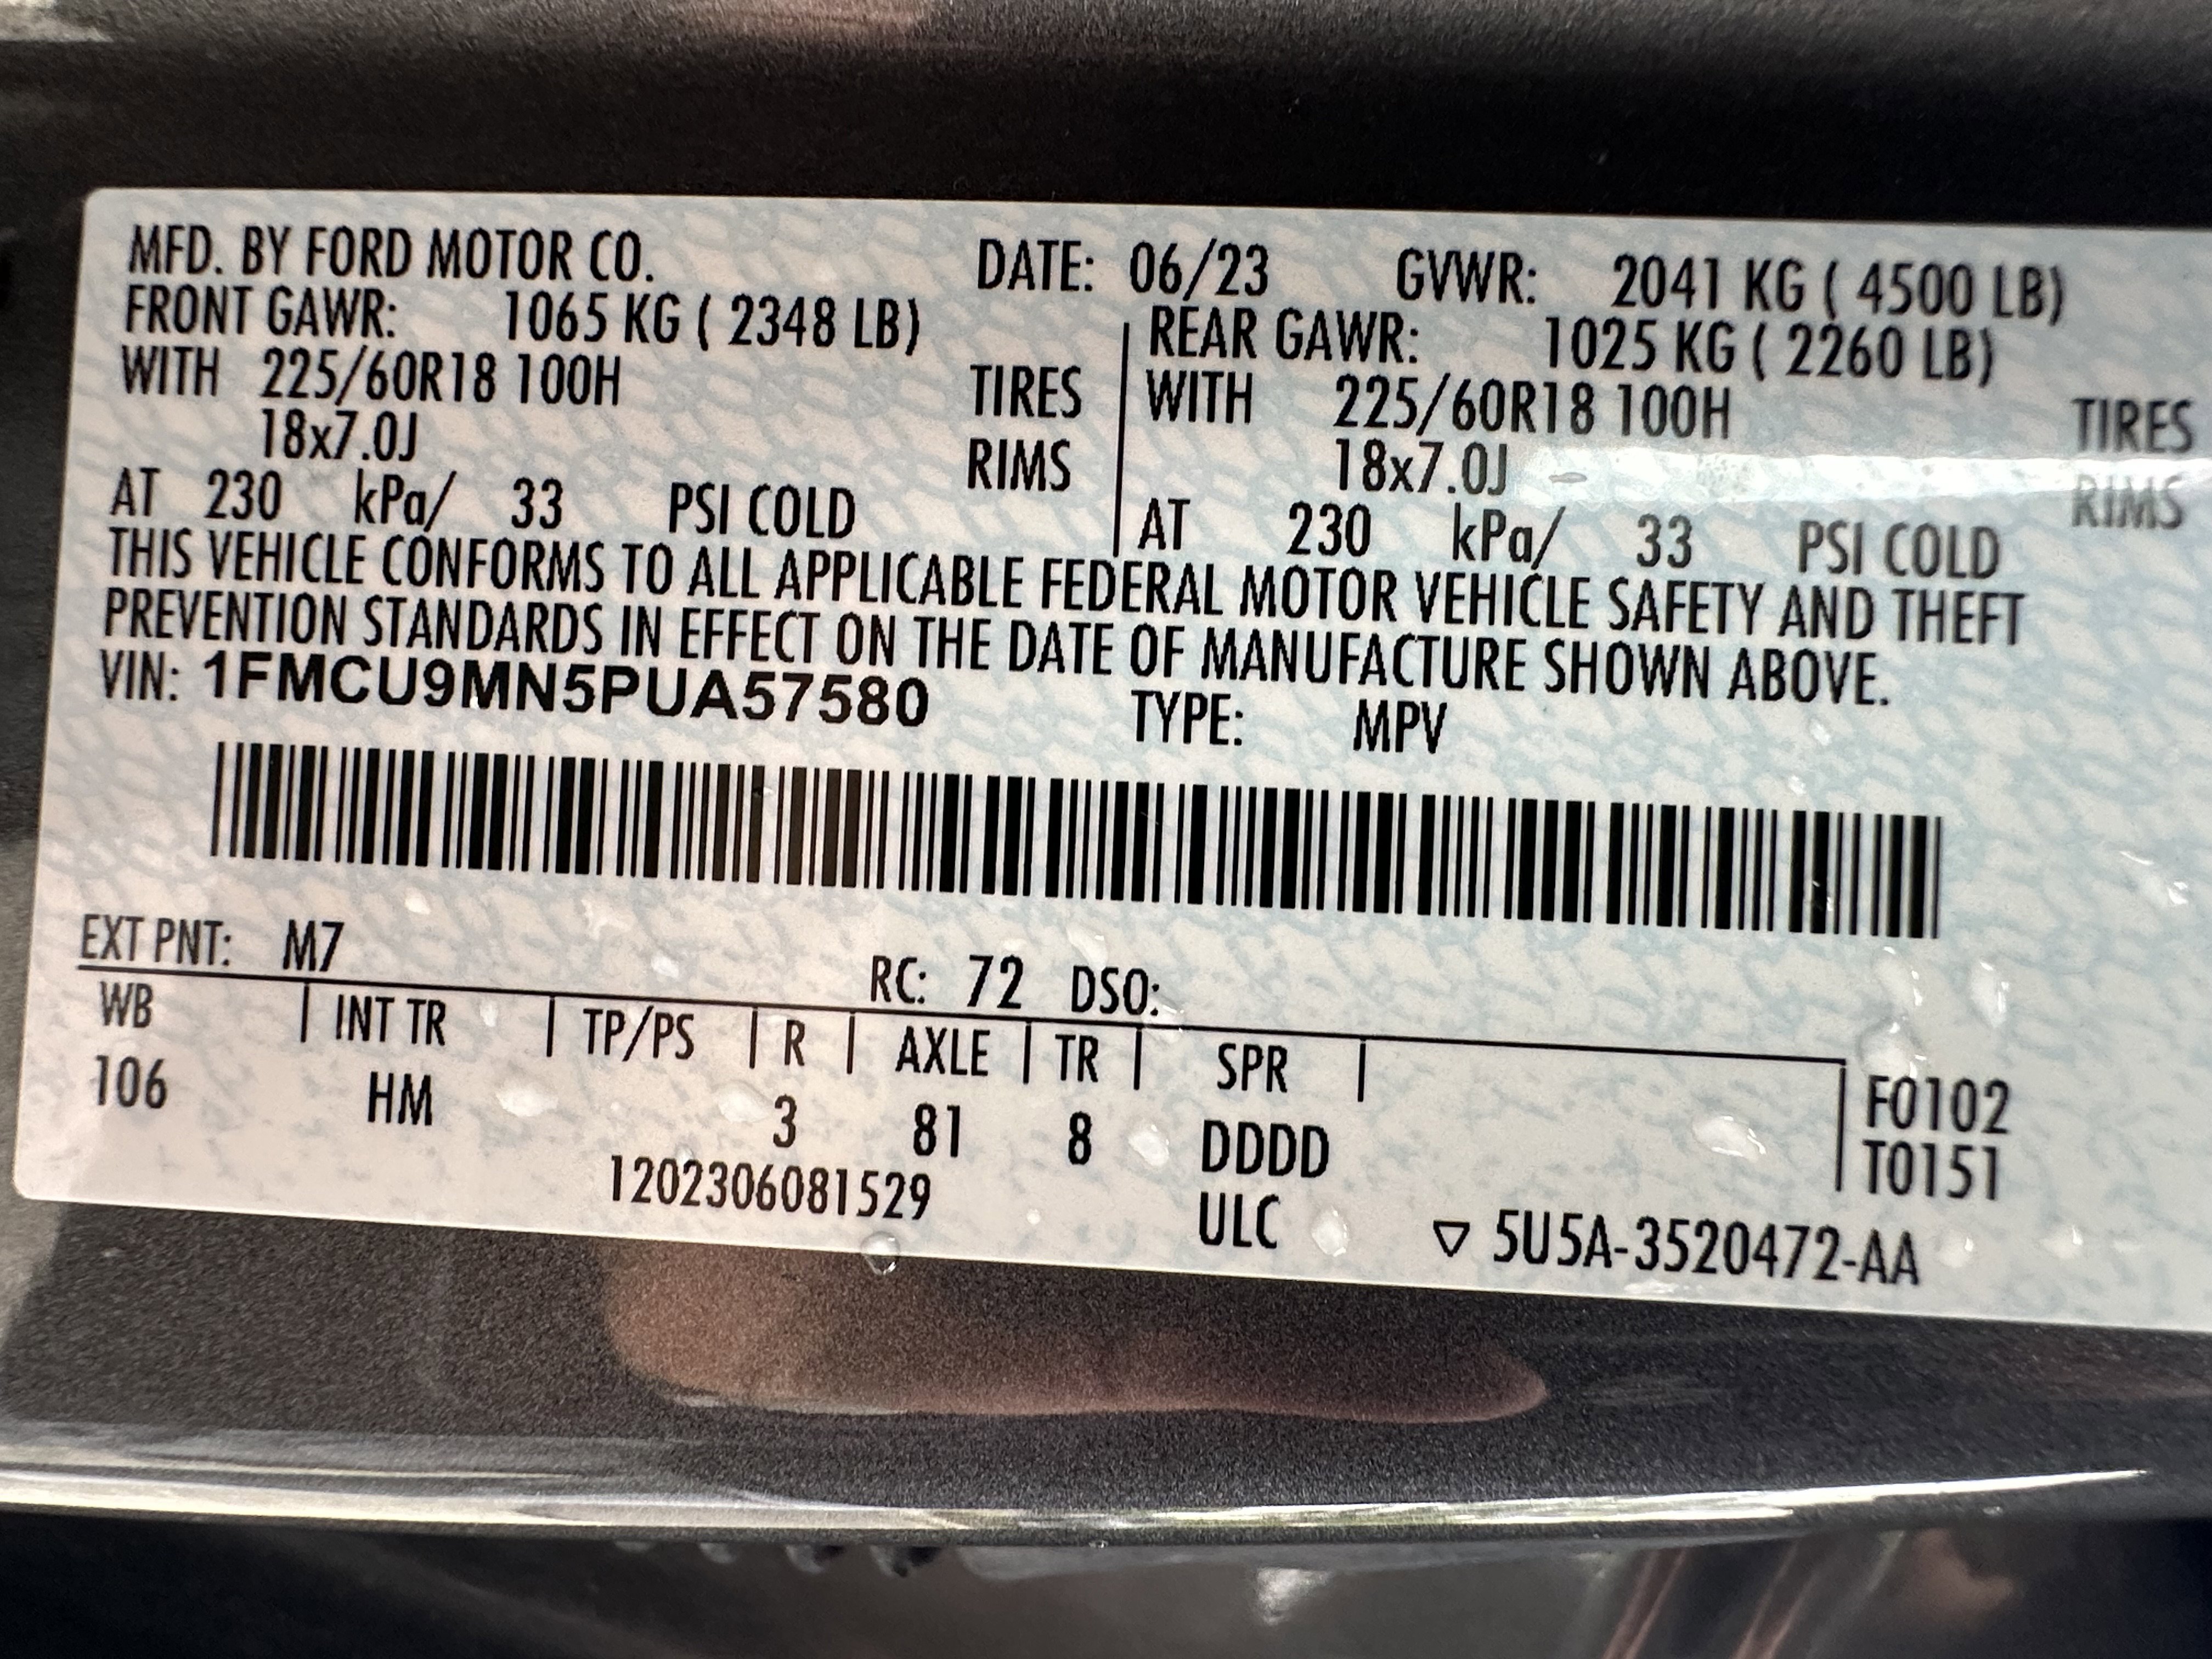 MFD. BY FORD MOTOR CO. DATE: 06/23 GVWR: 2041 KG ( 4500 LB)
FRONT GAWR: 1065 KG ( 2348 LB) REAR GAWR: 1025 KG ( 2260 LB)
WITH 225/60R18 100H TIRES WITH 225/60R18 100H TIRES
18x7.0J RIMS 18x7.0J RIMS
AT 230 kPa/ 33 PSI COLD AT 230 kPa/ 33 PSI COLD
THIS VEHICLE CONFORMS TO ALL APPLICABLE FEDERAL MOTOR VEHICLE SAFETY AND THEFT
PREVENTION STANDARDS IN EFFECT ON THE DATE OF MANUFACTURE SHOWN ABOVE.
VIN: 1FMCU9MN5PUA57580 TYPE: MPV
EXT PNT: M7 RC: 72 DSO:
WB INT TR TP/PS R AXLE TR SPR
106 HM 3 81 8 DDDD
F0102
T0151
1202306081529 ULC ▽ 5U5A-3520472-AA